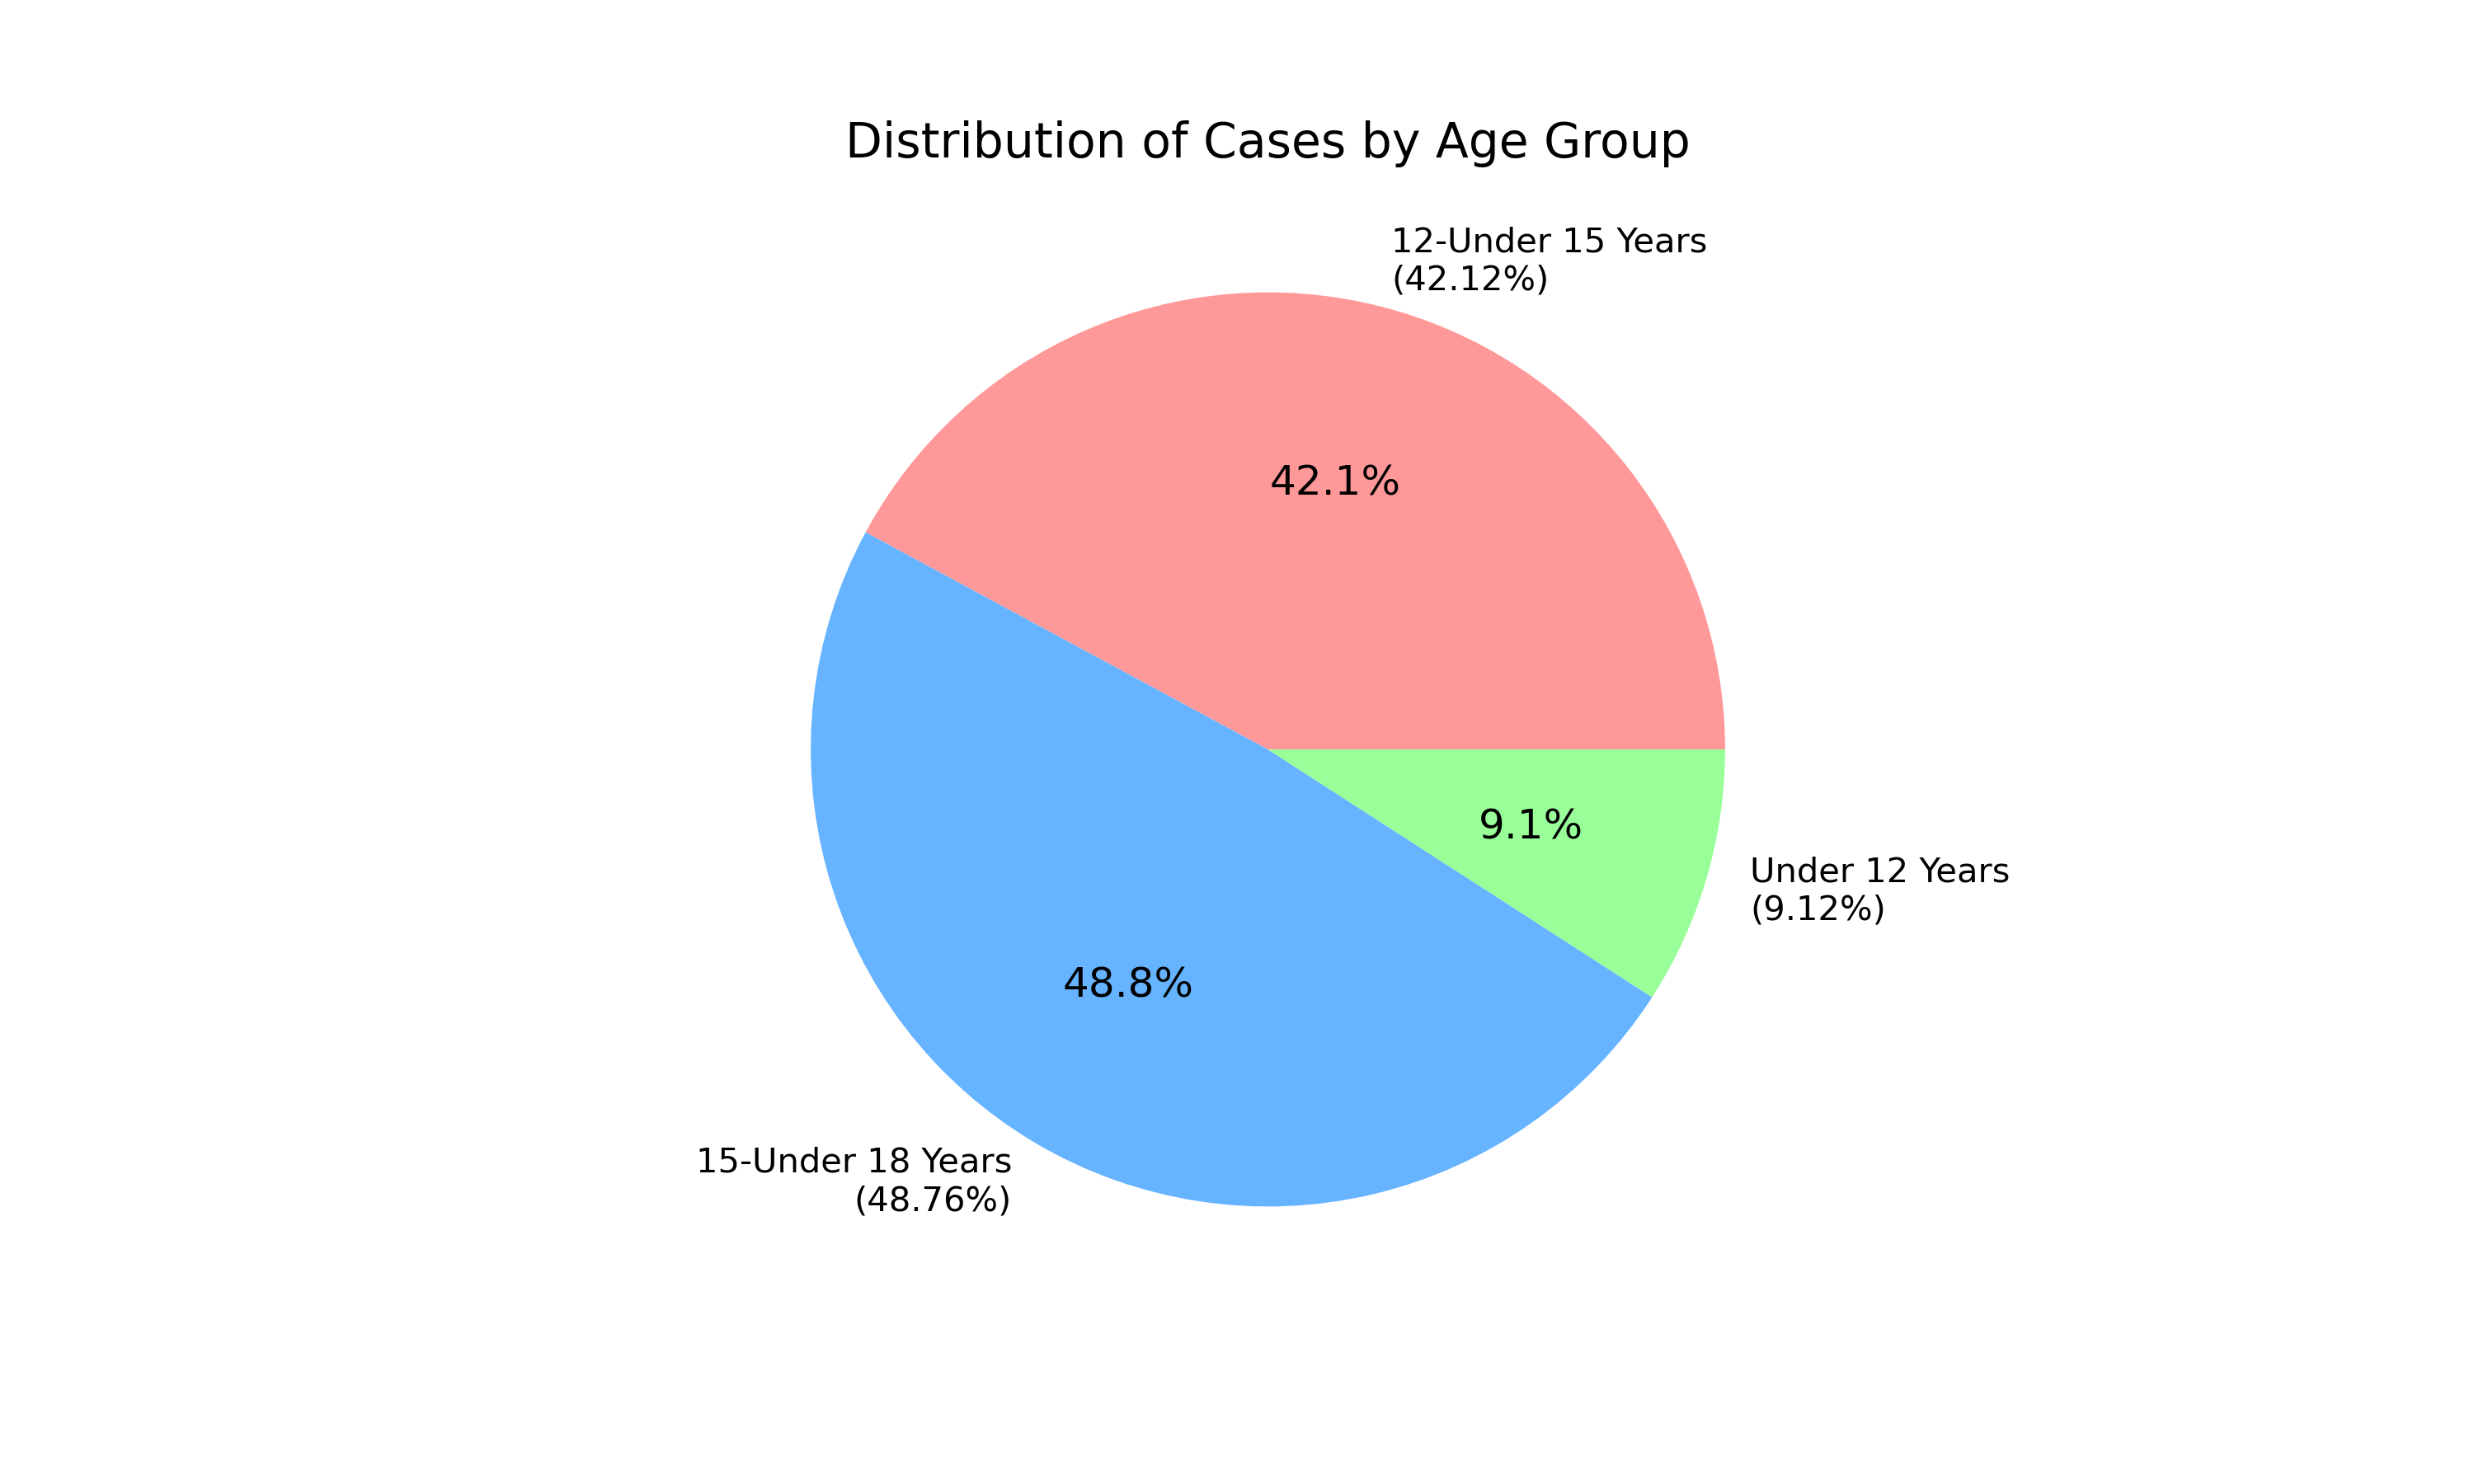 Distribution of Cases by Age Group
12-Under 15 Years
(42.12%)
42.1%
9.1%
Under 12 Years
(9.12%)
48.8%
15-Under 18 Years
(48.76%)